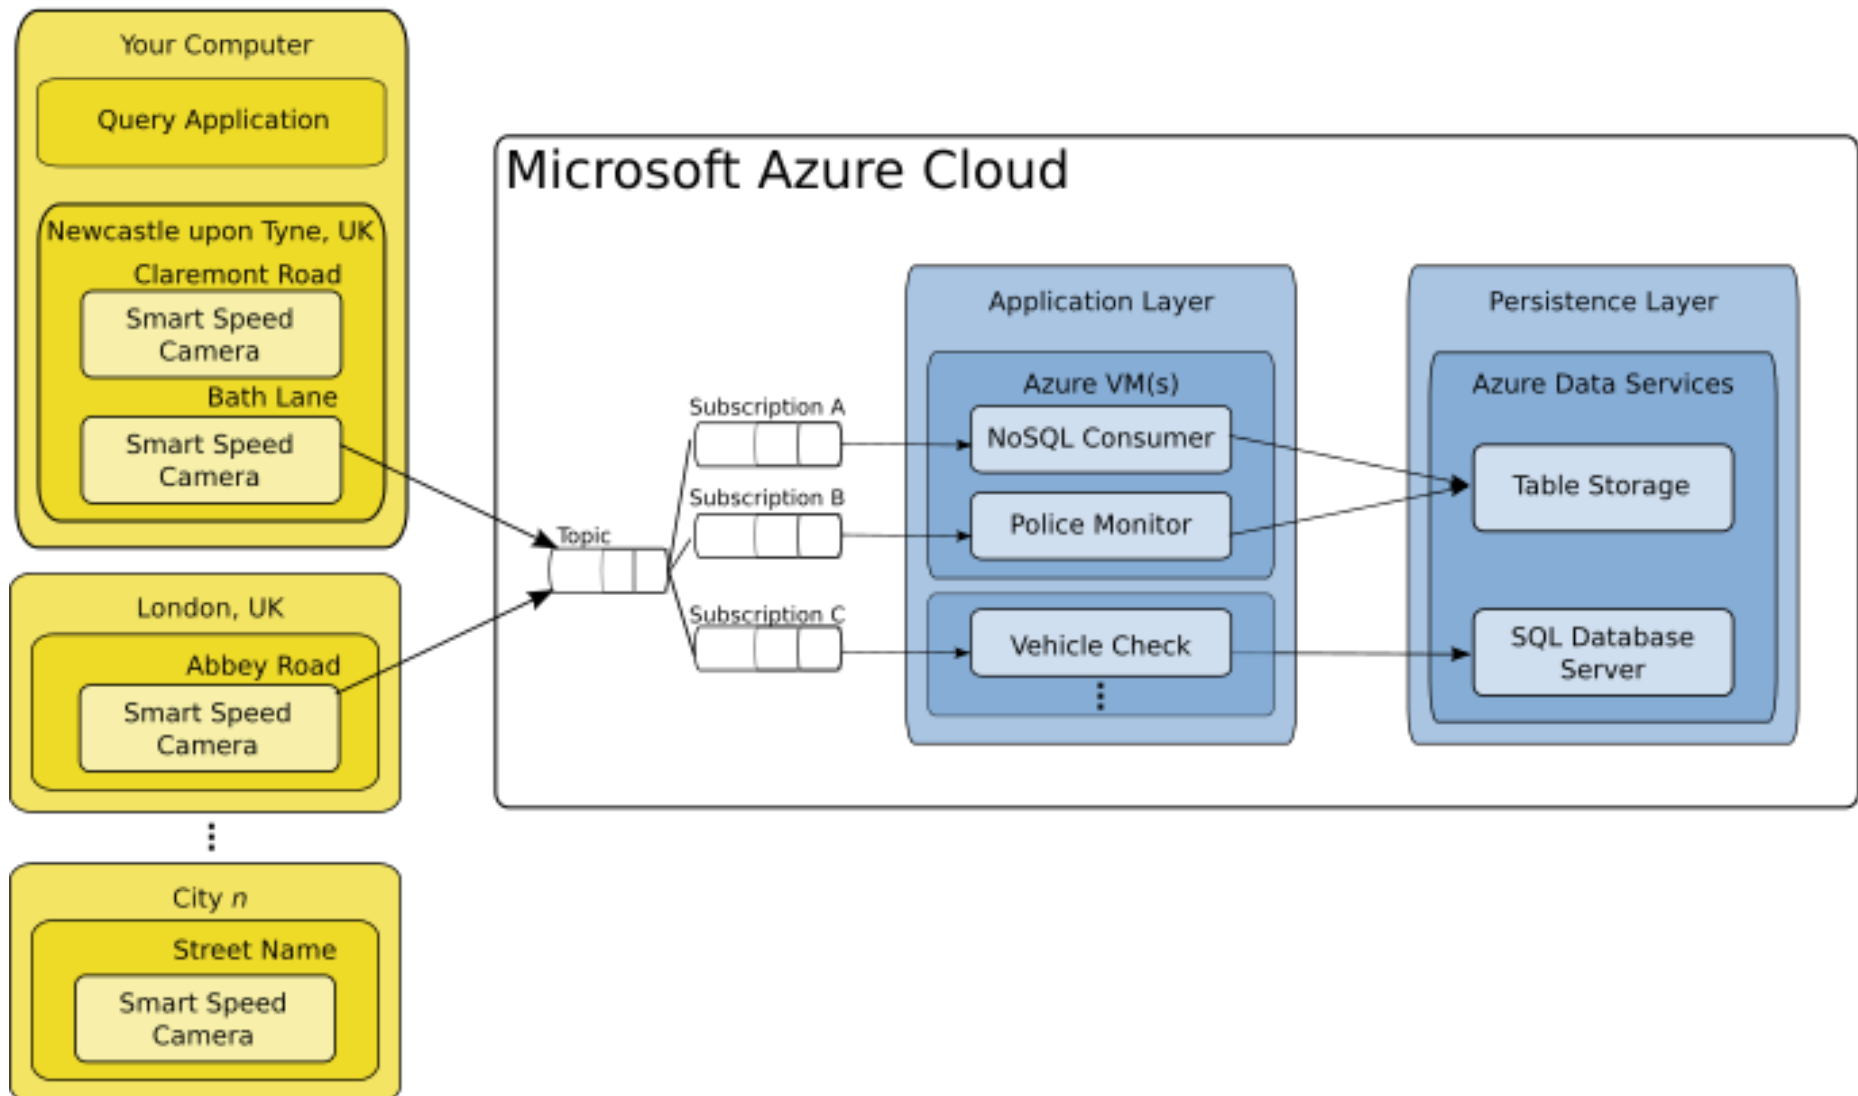 Your Computer
Query Application
Newcastle upon Tyne, UK
Claremont Road
Smart Speed
Camera
Bath Lane
Smart Speed
Camera
London, UK
Abbey Road
Smart Speed
Camera
City n
Street Name
Smart Speed
Camera
Microsoft Azure Cloud
Topic
Subscription A
Subscription B
Subscription C
Application Layer
Azure VM(s)
NoSQL Consumer
Police Monitor
Vehicle Check
Persistence Layer
Azure Data Services
Table Storage
SQL Database
Server